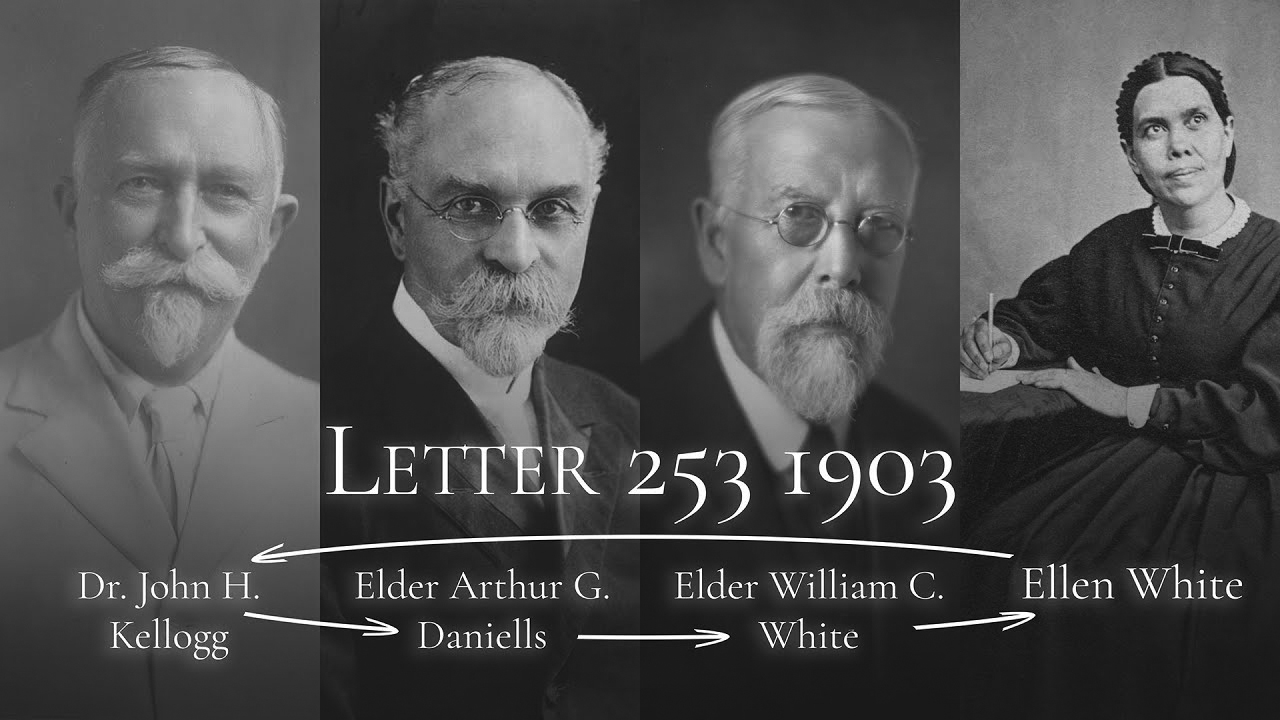 LETTER 253 1903
Dr. John H.
Kellogg
Elder Arthur G.
Daniells
Elder William C.
White
Ellen White